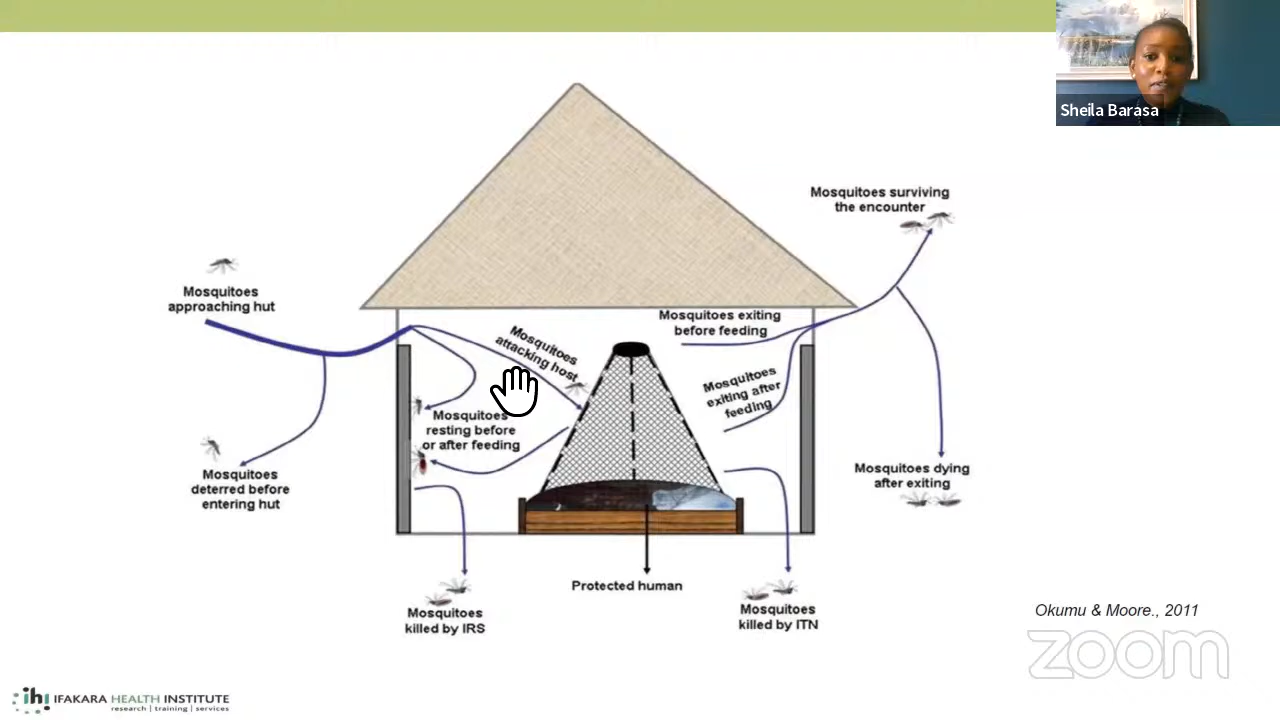 Sheila Barasa
Mosquitoes surviving
the encounter
Mosquitoes
approaching hut
Mosquitoes exiting
before feeding
Mosquitoes
attacking host
Mosquitoes
exiting after
feeding
Mosquitoes
resting before
or after feeding
Mosquitoes
deterred before
entering hut
Mosquitoes dying
after exiting
Protected human
Mosquitoes
killed by IRS
Mosquitoes
killed by ITN
Okumu & Moore., 2011
zoom
ihi IFAKARA HEALTH INSTITUTE
research | training | services